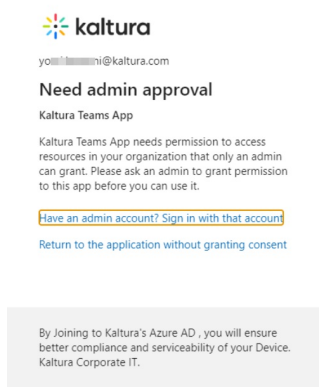 kaltura
@kaltura.com
Need admin approval
Kaltura Teams App
Kaltura Teams App needs permission to access
resources in your organization that only an admin
can grant. Please ask an admin to grant permission
to this app before you can use it.
Have an admin account? Sign in with that account
Return to the application without granting consent
By Joining to Kaltura's Azure AD , you will ensure
better compliance and serviceability of your Device.
Kaltura Corporate IT.